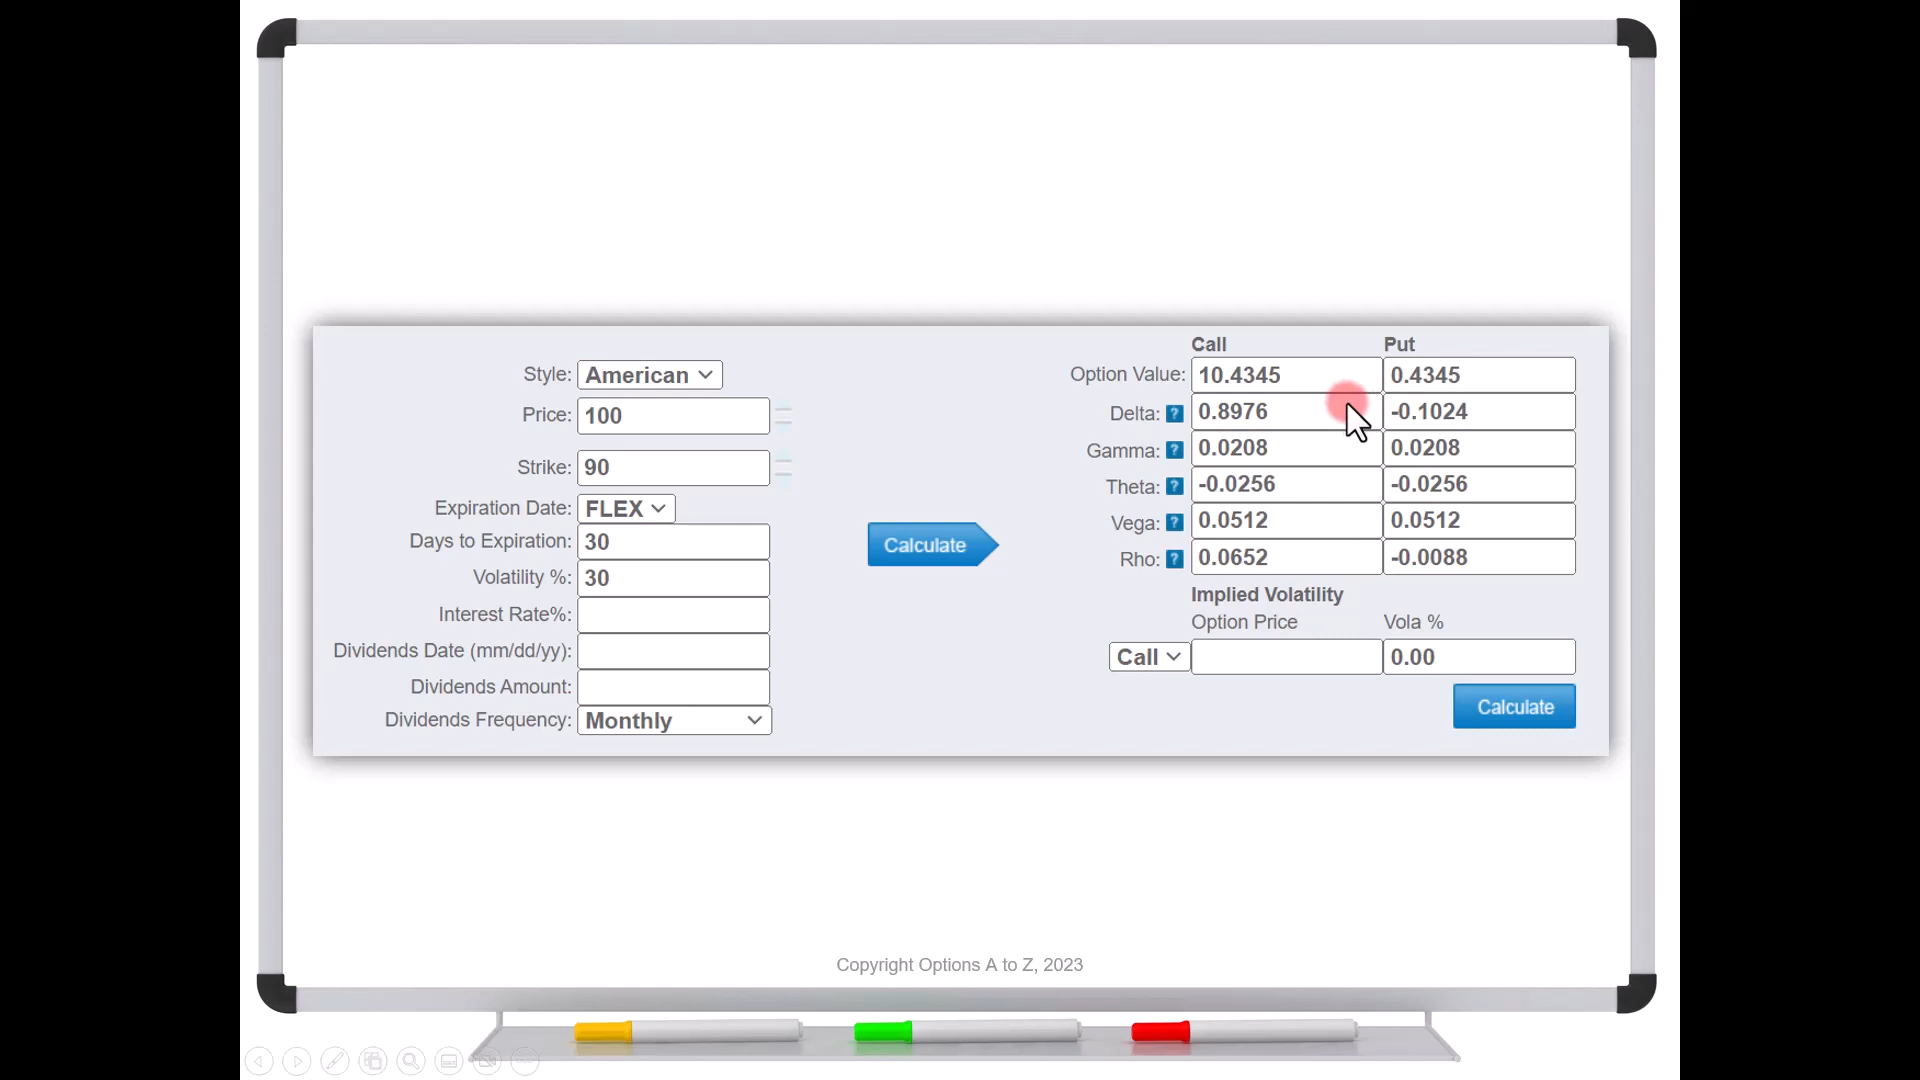 Call Put
Style: American Option Value: 10.4345 0.4345
Price: 100 Delta: ? 0.8976 -0.1024
Gamma: ? 0.0208 0.0208
Strike: 90 Theta: ? -0.0256 -0.0256
Expiration Date: FLEX Vega: ? 0.0512 0.0512
Days to Expiration: 30 Calculate Rho: ? 0.0652 -0.0088
Volatility %: 30 Implied Volatility
Interest Rate%: Option Price Vola %
Dividends Date (mm/dd/yy): Call 0.00
Dividends Amount: Calculate
Dividends Frequency: Monthly
Copyright Options A to Z, 2023